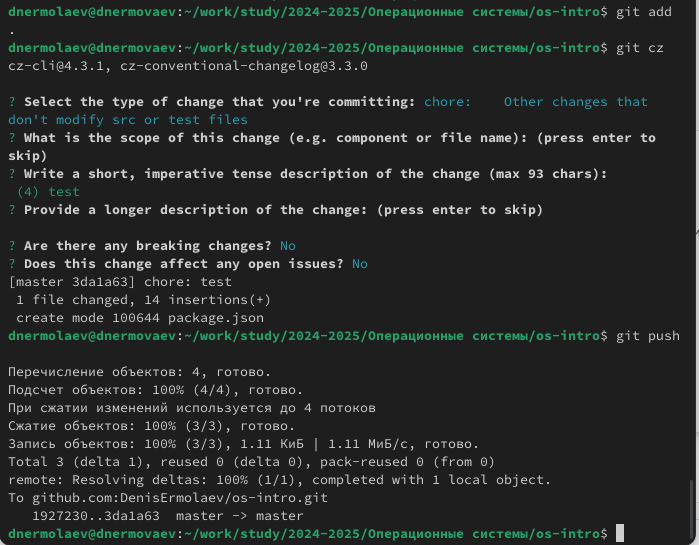 dnermolaev@dnermovaev:~/work/study/2024-2025/Операционные системы/os-intro$ git add
.
dnermolaev@dnermovaev:~/work/study/2024-2025/Операционные системы/os-intro$ git cz
cz-cli@4.3.1, cz-conventional-changelog@3.3.0
? Select the type of change that you're committing: chore:    Other changes that
don't modify src or test files
? What is the scope of this change (e.g. component or file name): (press enter to
skip)
? Write a short, imperative tense description of the change (max 93 chars):
 (4) test
? Provide a longer description of the change: (press enter to skip)
? Are there any breaking changes? No
? Does this change affect any open issues? No
[master 3da1a63] chore: test
 1 file changed, 14 insertions(+)
 create mode 100644 package.json
dnermolaev@dnermovaev:~/work/study/2024-2025/Операционные системы/os-intro$ git push
Перечисление объектов: 4, готово.
Подсчет объектов: 100% (4/4), готово.
При сжатии изменений используется до 4 потоков
Сжатие объектов: 100% (3/3), готово.
Запись объектов: 100% (3/3), 1.11 КиБ | 1.11 МиБ/с, готово.
Total 3 (delta 1), reused 0 (delta 0), pack-reused 0 (from 0)
remote: Resolving deltas: 100% (1/1), completed with 1 local object.
To github.com:DenisErmolaev/os-intro.git
   1927230..3da1a63  master -> master
dnermolaev@dnermovaev:~/work/study/2024-2025/Операционные системы/os-intro$